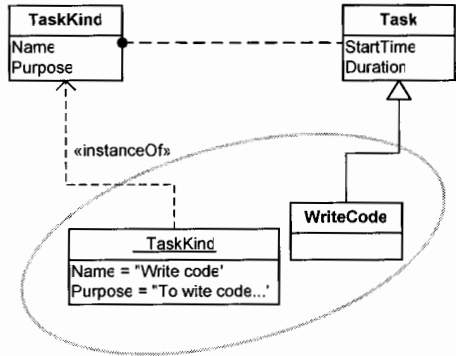 TaskKind
Name
Purpose
Task
StartTime
Duration
«instanceOf»
WriteCode
TaskKind
Name = "Write code'
Purpose = "To wite code...'